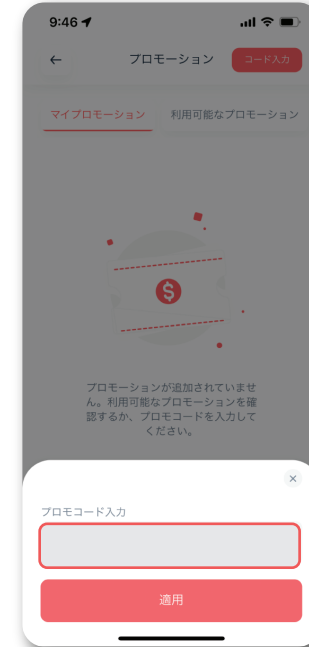 9:46
プロモーション
コード入力
マイプロモーション
利用可能なプロモーション
$
プロモーションが追加されていませ
ん。利用可能なプロモーションを確
認するか、プロモコードを入力して
ください。
プロモコード入力
適用